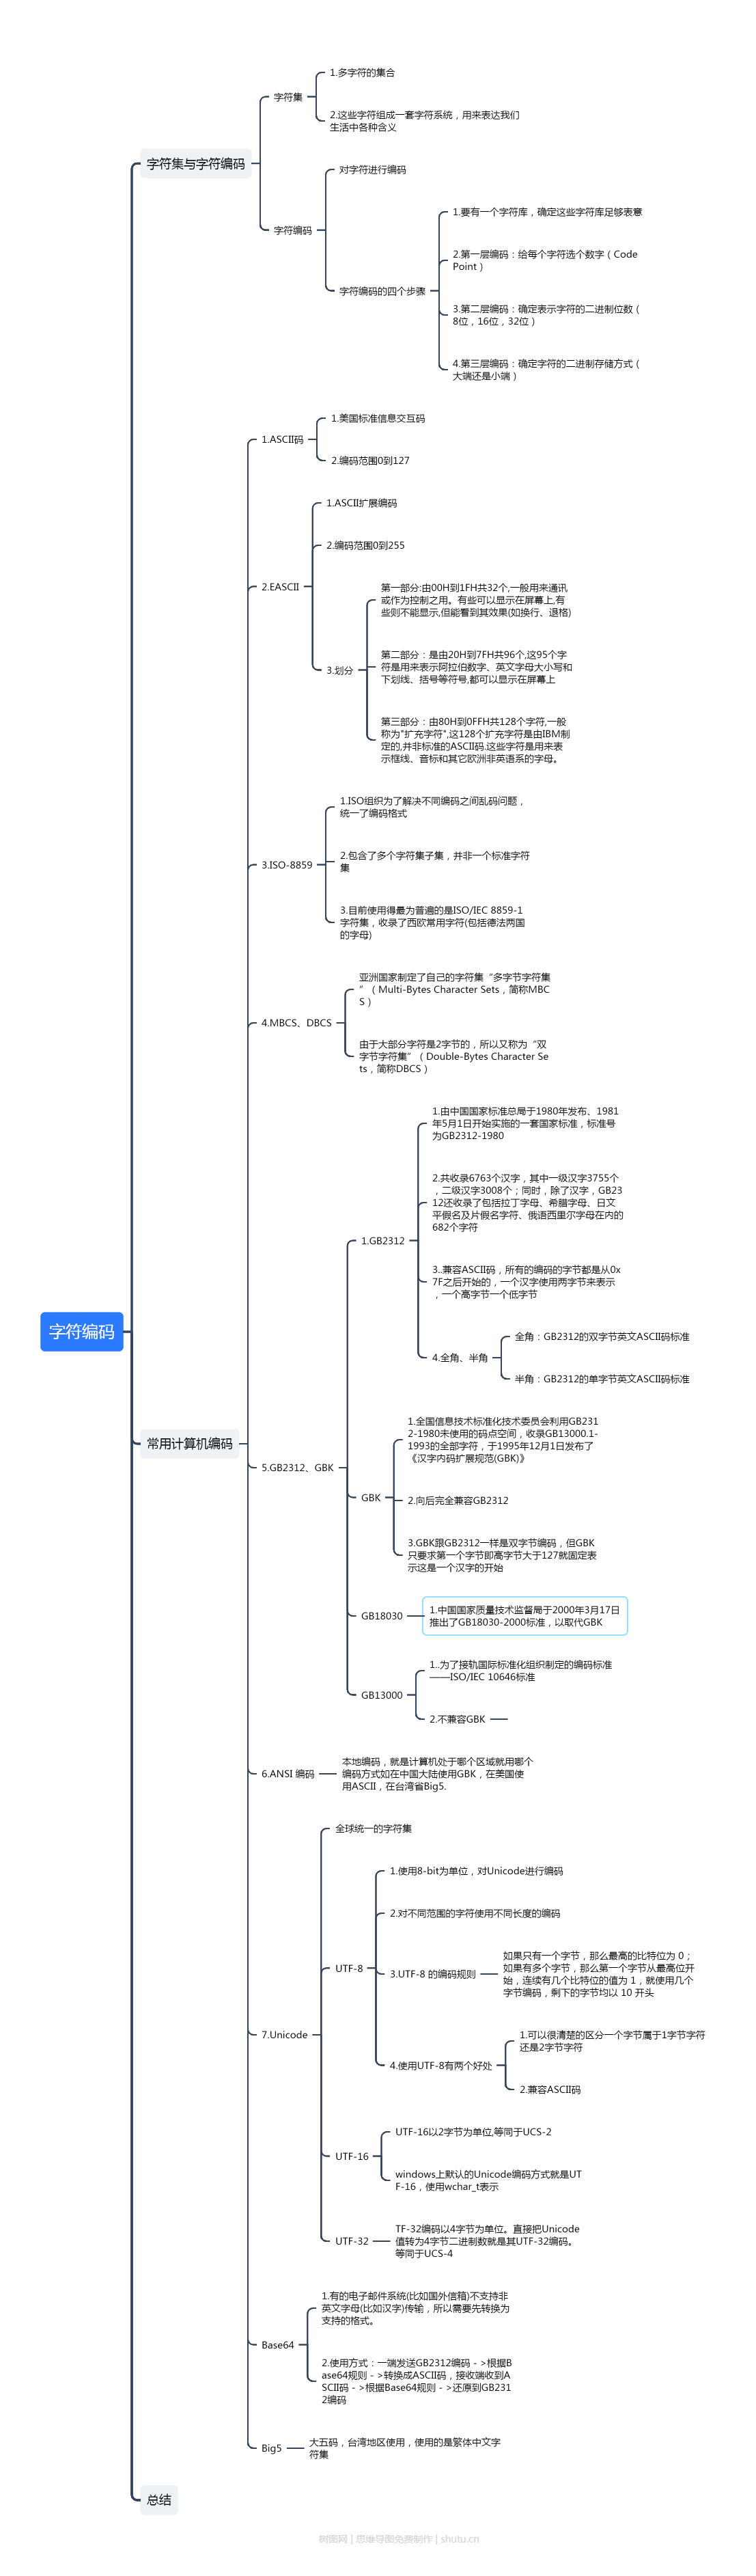 字符编码
字符集与字符编码
字符集
1.多字符的集合
2.这些字符组成一套字符系统，用来表达我们
生活中各种含义
字符编码
对字符进行编码
字符编码的四个步骤
1.要有一个字符库，确定这些字符库足够表意
2.第一层编码：给每个字符选个数字（Code
Point）
3.第二层编码：确定表示字符的二进制位数（
8位，16位，32位）
4.第三层编码：确定字符的二进制存储方式（
大端还是小端）
常用计算机编码
1.ASCII码
1.美国标准信息交互码
2.编码范围0到127
2.EASCII
1.ASCII扩展编码
2.编码范围0到255
3.划分
第一部分:由00H到1FH共32个,一般用来通讯
或作为控制之用。有些可以显示在屏幕上,有
些则不能显示,但能看到其效果(如换行、退格)
第二部分：是由20H到7FH共96个,这95个字
符是用来表示阿拉伯数字、英文字母大小写和
下划线、括号等符号,都可以显示在屏幕上
第三部分：由80H到0FFH共128个字符,一般
称为"扩充字符",这128个扩充字符是由IBM制
定的,并非标准的ASCII码.这些字符是用来表
示框线、音标和其它欧洲非英语系的字母。
3.ISO-8859
1.ISO组织为了解决不同编码之间乱码问题，
统一了编码格式
2.包含了多个字符集子集，并非一个标准字符
集
3.目前使用得最为普遍的是ISO/IEC 8859-1
字符集，收录了西欧常用字符(包括德法两国
的字母)
4.MBCS、DBCS
亚洲国家制定了自己的字符集“多字节字符集
”（ Multi-Bytes Character Sets，简称MBC
S）
由于大部分字符是2字节的，所以又称为“双
字节字符集”（ Double-Bytes Character Se
ts，简称DBCS）
5.GB2312、GBK
1.GB2312
1.由中国国家标准总局于1980年发布、1981
年5月1日开始实施的一套国家标准，标准号
为GB2312-1980
2.共收录6763个汉字，其中一级汉字3755个
，二级汉字3008个；同时，除了汉字，GB23
12还收录了包括拉丁字母、希腊字母、日文
平假名及片假名字符、俄语西里尔字母在内的
682个字符
3..兼容ASCII码，所有的编码的字节都是从0x
7F之后开始的，一个汉字使用两字节来表示
，一个高字节一个低字节
4.全角、半角
全角：GB2312的双字节英文ASCII码标准
半角：GB2312的单字节英文ASCII码标准
GBK
1.全国信息技术标准化技术委员会利用GB231
2-1980未使用的码点空间，收录GB13000.1-
1993的全部字符，于1995年12月1日发布了
《汉字内码扩展规范(GBK)》
2.向后完全兼容GB2312
3.GBK跟GB2312一样是双字节编码，但GBK
只要求第一个字节即高字节大于127就固定表
示这是一个汉字的开始
GB18030
1.中国国家质量技术监督局于2000年3月17日
推出了GB18030-2000标准，以取代GBK
GB13000
1..为了接轨国际标准化组织制定的编码标准
——ISO/IEC 10646标准
2.不兼容GBK
6.ANSI 编码
本地编码，就是计算机处于哪个区域就用哪个
编码方式如在中国大陆使用GBK，在美国使
用ASCII，在台湾省Big5.
7.Unicode
全球统一的字符集
UTF-8
1.使用8-bit为单位，对Unicode进行编码
2.对不同范围的字符使用不同长度的编码
3.UTF-8 的编码规则
如果只有一个字节，那么最高的比特位为 0；
如果有多个字节，那么第一个字节从最高位开
始，连续有几个比特位的值为 1，就使用几个
字节编码，剩下的字节均以 10 开头
4.使用UTF-8有两个好处
1.可以很清楚的区分一个字节属于1字节字符
还是2字节字符
2.兼容ASCII码
UTF-16
UTF-16以2字节为单位,等同于UCS-2
windows上默认的Unicode编码方式就是UT
F-16，使用wchar_t表示
UTF-32
TF-32编码以4字节为单位。直接把Unicode
值转为4字节二进制数就是其UTF-32编码。
等同于UCS-4
Base64
1.有的电子邮件系统(比如国外信箱)不支持非
英文字母(比如汉字)传输，所以需要先转换为
支持的格式。
2.使用方式：一端发送GB2312编码 - >根据B
ase64规则 - >转换成ASCII码，接收端收到A
SCII码 - >根据Base64规则 - >还原到GB231
2编码
Big5
大五码，台湾地区使用，使用的是繁体中文字
符集
总结
树图网 | 思维导图免费制作 | shutu.cn